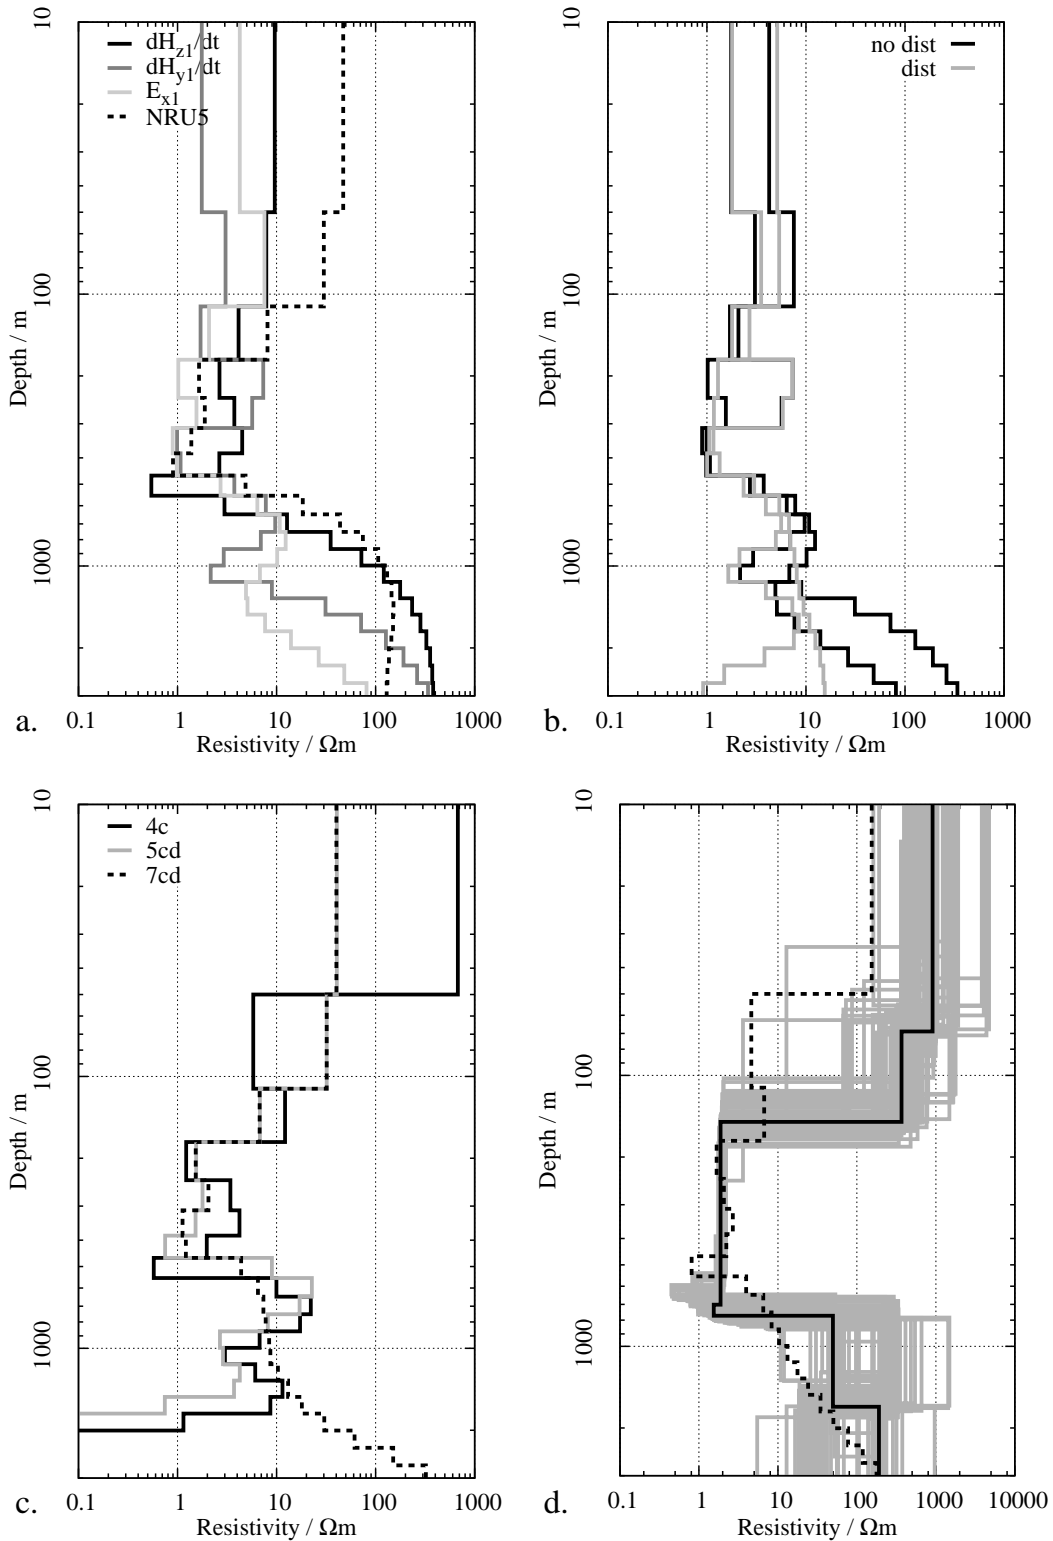 10
100
1000
Depth / m
dH_z1/dt
dH_y1/dt
E_x1
NRU5
0.1 1 10 100 1000
Resistivity / Ωm
a.
10
100
1000
Depth / m
no dist
dist
0.1 1 10 100 1000
Resistivity / Ωm
b.
10
100
1000
Depth / m
4c
5cd
7cd
0.1 1 10 100 1000
Resistivity / Ωm
c.
10
100
1000
Depth / m
0.1 1 10 100 1000 10000
Resistivity / Ωm
d.